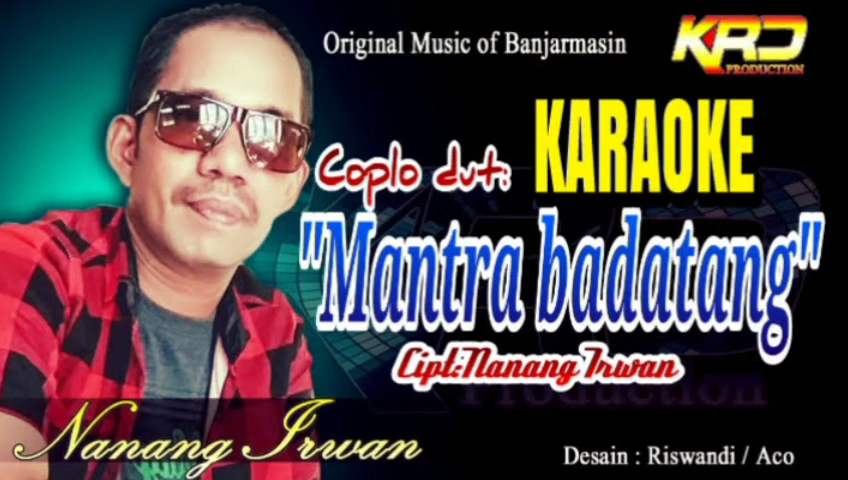 Original Music of Banjarmasin
KRD
PRODUCTION
Coplo dut: KARAOKE
"Mantra badatang"
Cipt:Nanang Irwan
Production
Nanang Irwan
Desain : Riswandi / Aco